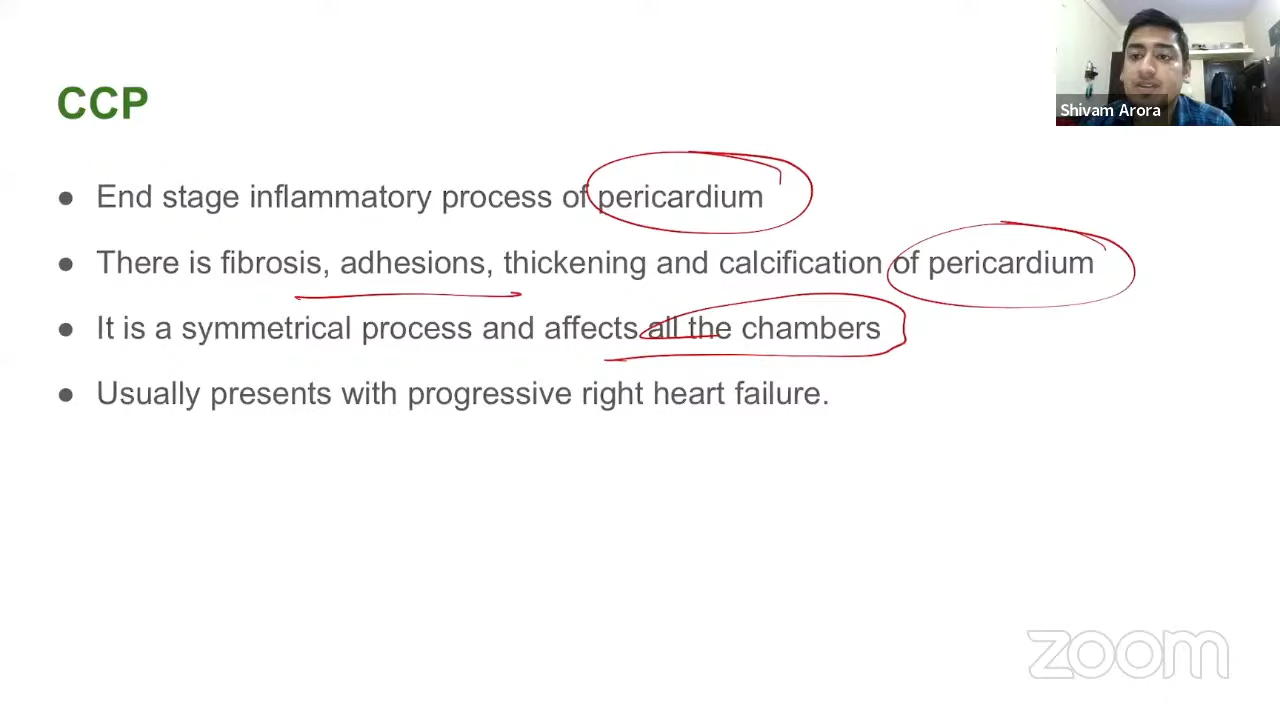 CCP
● End stage inflammatory process of pericardium
● There is fibrosis, adhesions, thickening and calcification of pericardium
● It is a symmetrical process and affects all the chambers
● Usually presents with progressive right heart failure.
Shivam Arora
zoom